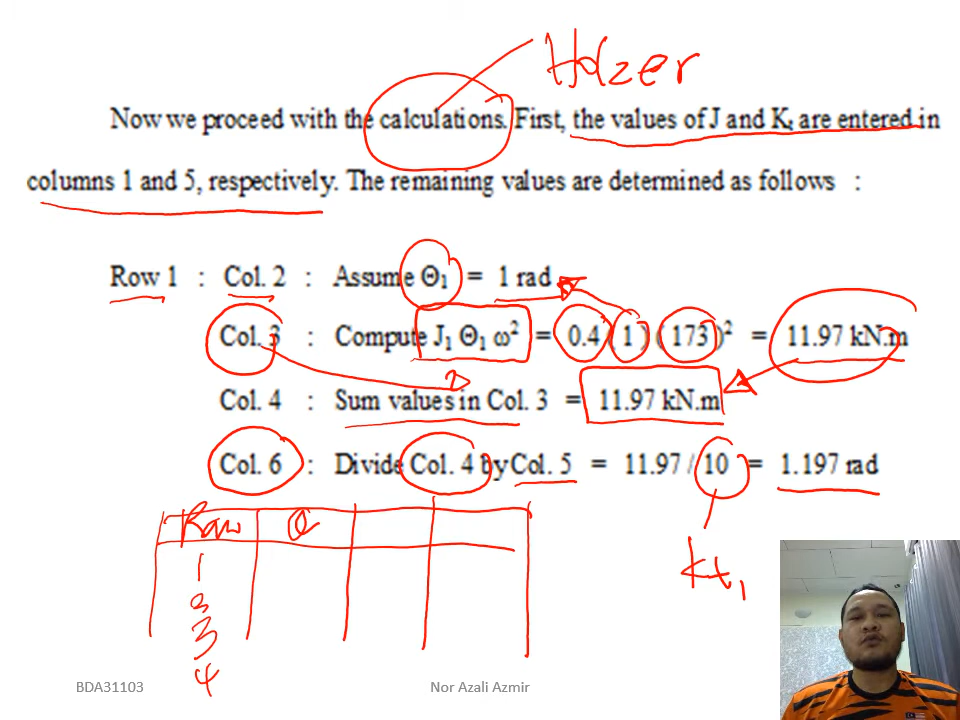 Holzer
Now we proceed with the calculations. First, the values of J and Kt are entered in
columns 1 and 5, respectively. The remaining values are determined as follows :
Row 1 : Col. 2 : Assume Θ₁ = 1 rad
Col. 3 : Compute J₁ Θ₁ ω² = 0.4 ( 1 ) ( 173 )² = 11.97 kN.m
Col. 4 : Sum values in Col. 3 = 11.97 kN.m
Col. 6 : Divide Col. 4 by Col. 5 = 11.97 / 10 = 1.197 rad
Row Θ
1
2
3
4
kt₁
BDA31103 Nor Azali Azmir